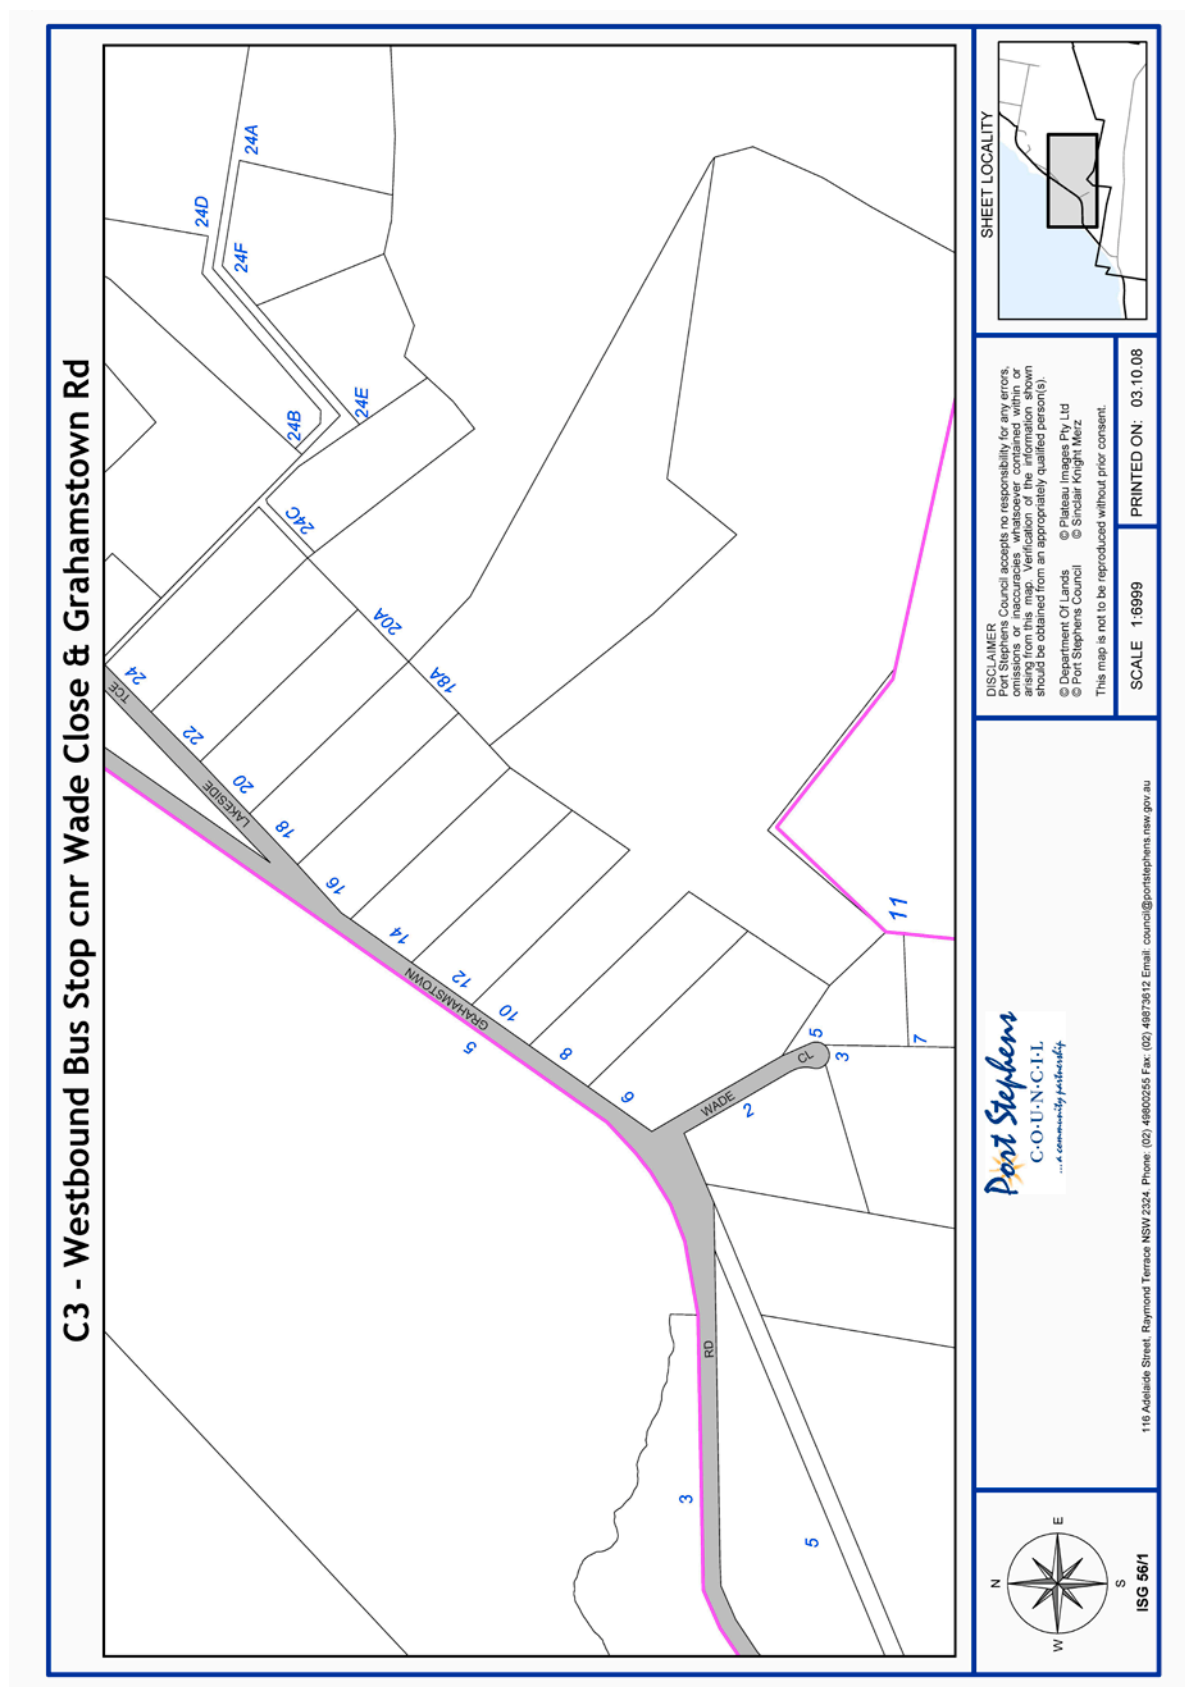 C3 - Westbound Bus Stop cnr Wade Close & Grahamstown Rd
24A
24D
24F
24B
24E
24C
24
TCE
22
20A
20
LAKESIDE
18A
18
16
14
GRAHAMSTOWN
12
5
10
8
6
WADE
CL
5
3
7
2
11
RD
3
5
N
W
E
S
ISG 56/1
Port Stephens
C·O·U·N·C·I·L
...a community partnership
116 Adelaide Street, Raymond Terrace NSW 2324. Phone: (02) 49800255 Fax: (02) 49873612 Email: council@portstephens.nsw.gov.au
DISCLAIMER
Port Stephens Council accepts no responsibility for any errors,
omissions or inaccuracies whatsoever contained within or
arising from this map. Verification of the information shown
should be obtained from an appropriately qualifed person(s).
© Department Of Lands © Plateau Images Pty Ltd
© Port Stephens Council © Sinclair Knight Merz
This map is not to be reproduced without prior consent.
SCALE 1:6999
PRINTED ON: 03.10.08
SHEET LOCALITY